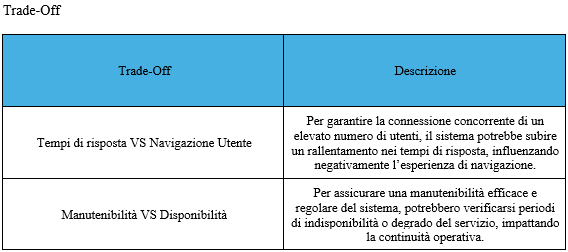 Trade-Off
Trade-Off
Descrizione
Tempi di risposta VS Navigazione Utente
Per garantire la connessione concorrente di un
elevato numero di utenti, il sistema potrebbe subire
un rallentamento nei tempi di risposta, influenzando
negativamente l’esperienza di navigazione.
Manutenibilità VS Disponibilità
Per assicurare una manutenibilità efficace e
regolare del sistema, potrebbero verificarsi periodi
di indisponibilità o degrado del servizio, impattando
la continuità operativa.